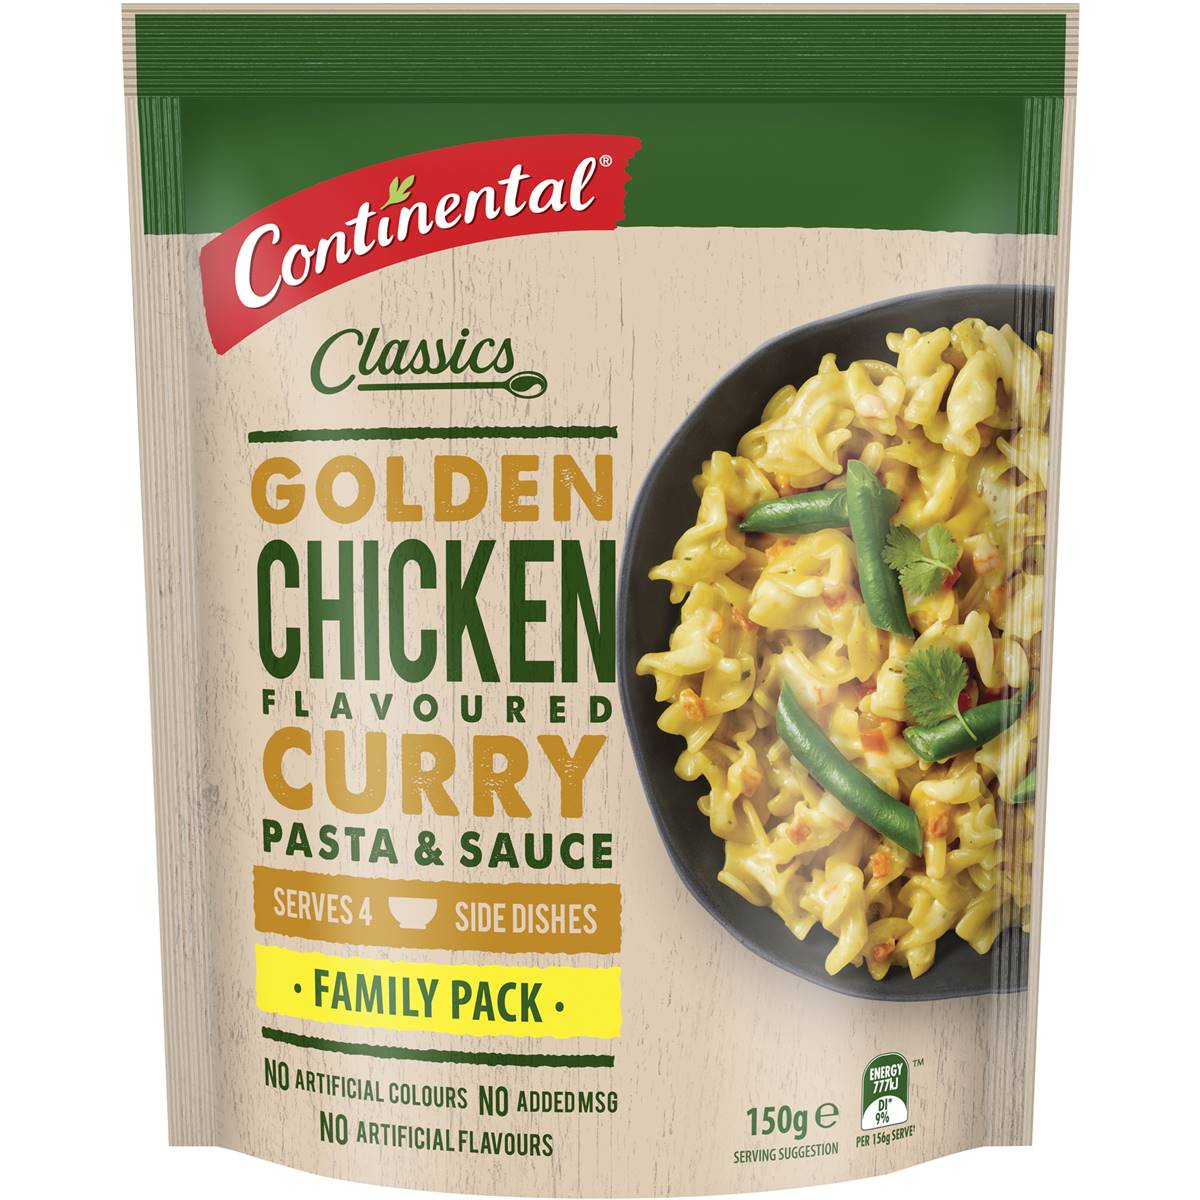 Continental®
Classics
GOLDEN
CHICKEN
FLAVOURED
CURRY
PASTA & SAUCE
SERVES 4 SIDE DISHES
• FAMILY PACK •
NO ARTIFICIAL COLOURS NO ADDED MSG
NO ARTIFICIAL FLAVOURS
150g ℮
SERVING SUGGESTION
ENERGY
777kJ
DI*
9%
™
PER 156g SERVE†